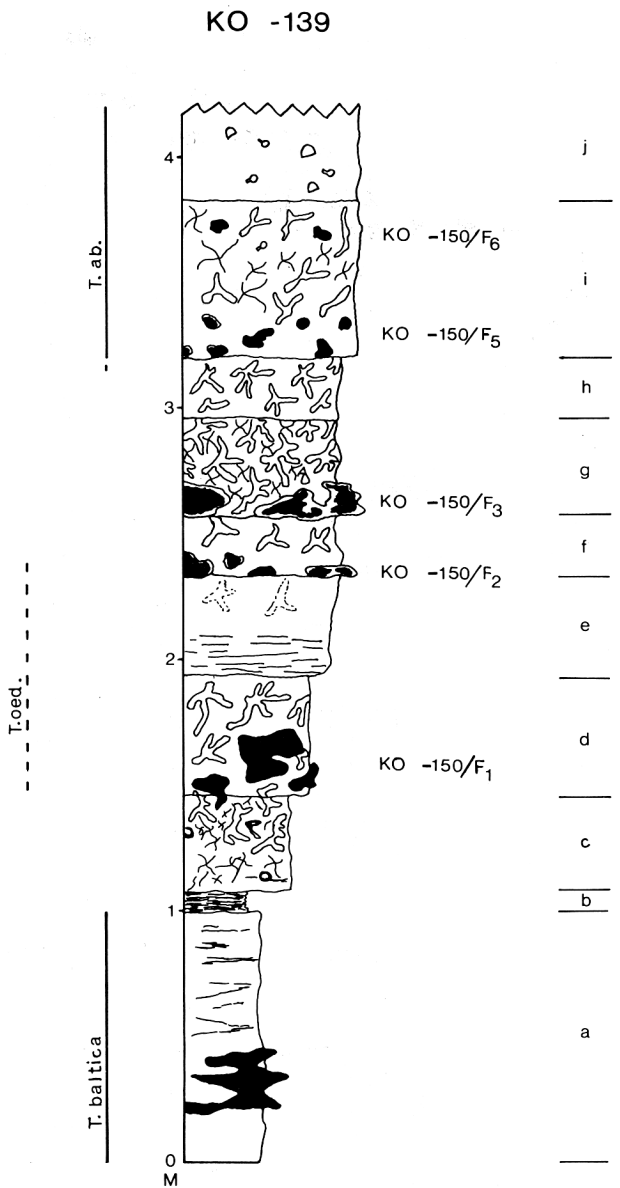 KO -139
4
j
KO -150/F6
T. ab.
i
KO -150/F5
h
3
g
KO -150/F3
f
KO -150/F2
e
2
T.oed.
d
KO -150/F1
c
b
1
T. baltica
a
0
M